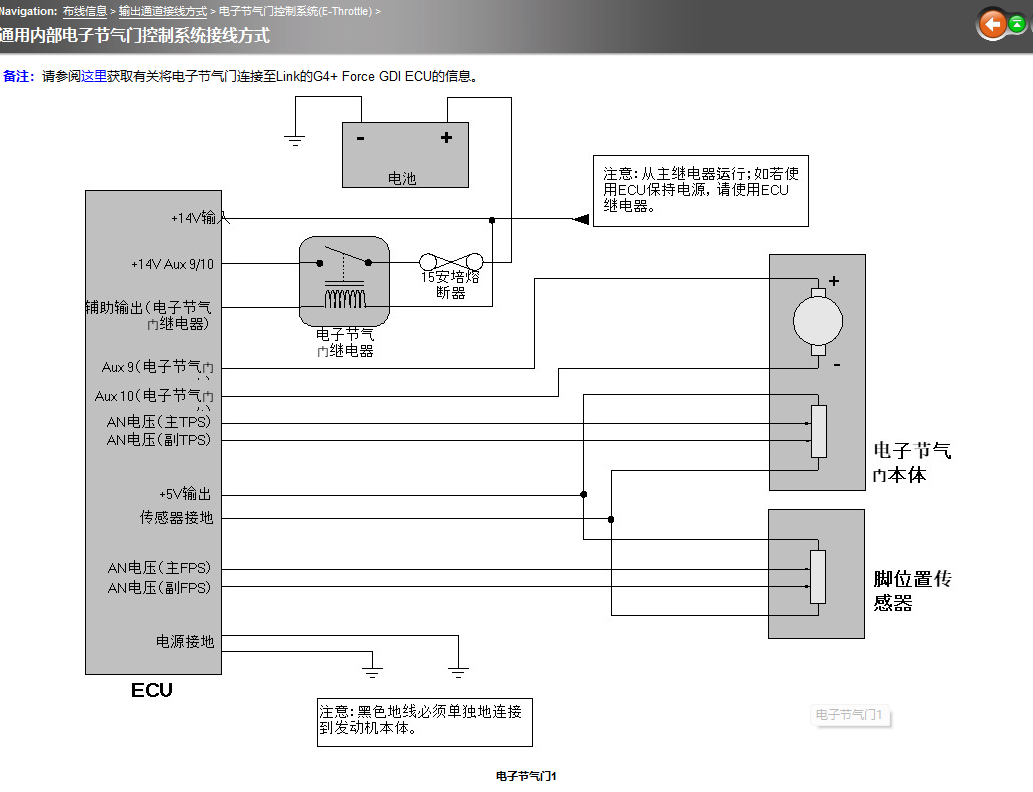 Navigation: 布线信息 > 输出通道接线方式 > 电子节气门控制系统(E-Throttle) >
通用内部电子节气门控制系统接线方式
备注：请参阅这里获取有关将电子节气门连接至Link的G4+ Force GDI ECU的信息。
- +
电池
注意：从主继电器运行；如若使
用ECU保持电源，请使用ECU
继电器。
+14V输入
+14V Aux 9/10
15安培熔
断器
辅助输出(电子节气
门继电器)
电子节气
门继电器
+
-
Aux 9(电子节气门
Aux 10(电子节气门
AN电压(主TPS)
AN电压(副TPS)
电子节气
门本体
+5V输出
传感器接地
AN电压(主FPS)
AN电压(副FPS)
脚位置传
感器
电源接地
ECU
注意：黑色地线必须单独地连接
到发动机本体。
电子节气门1
电子节气门1